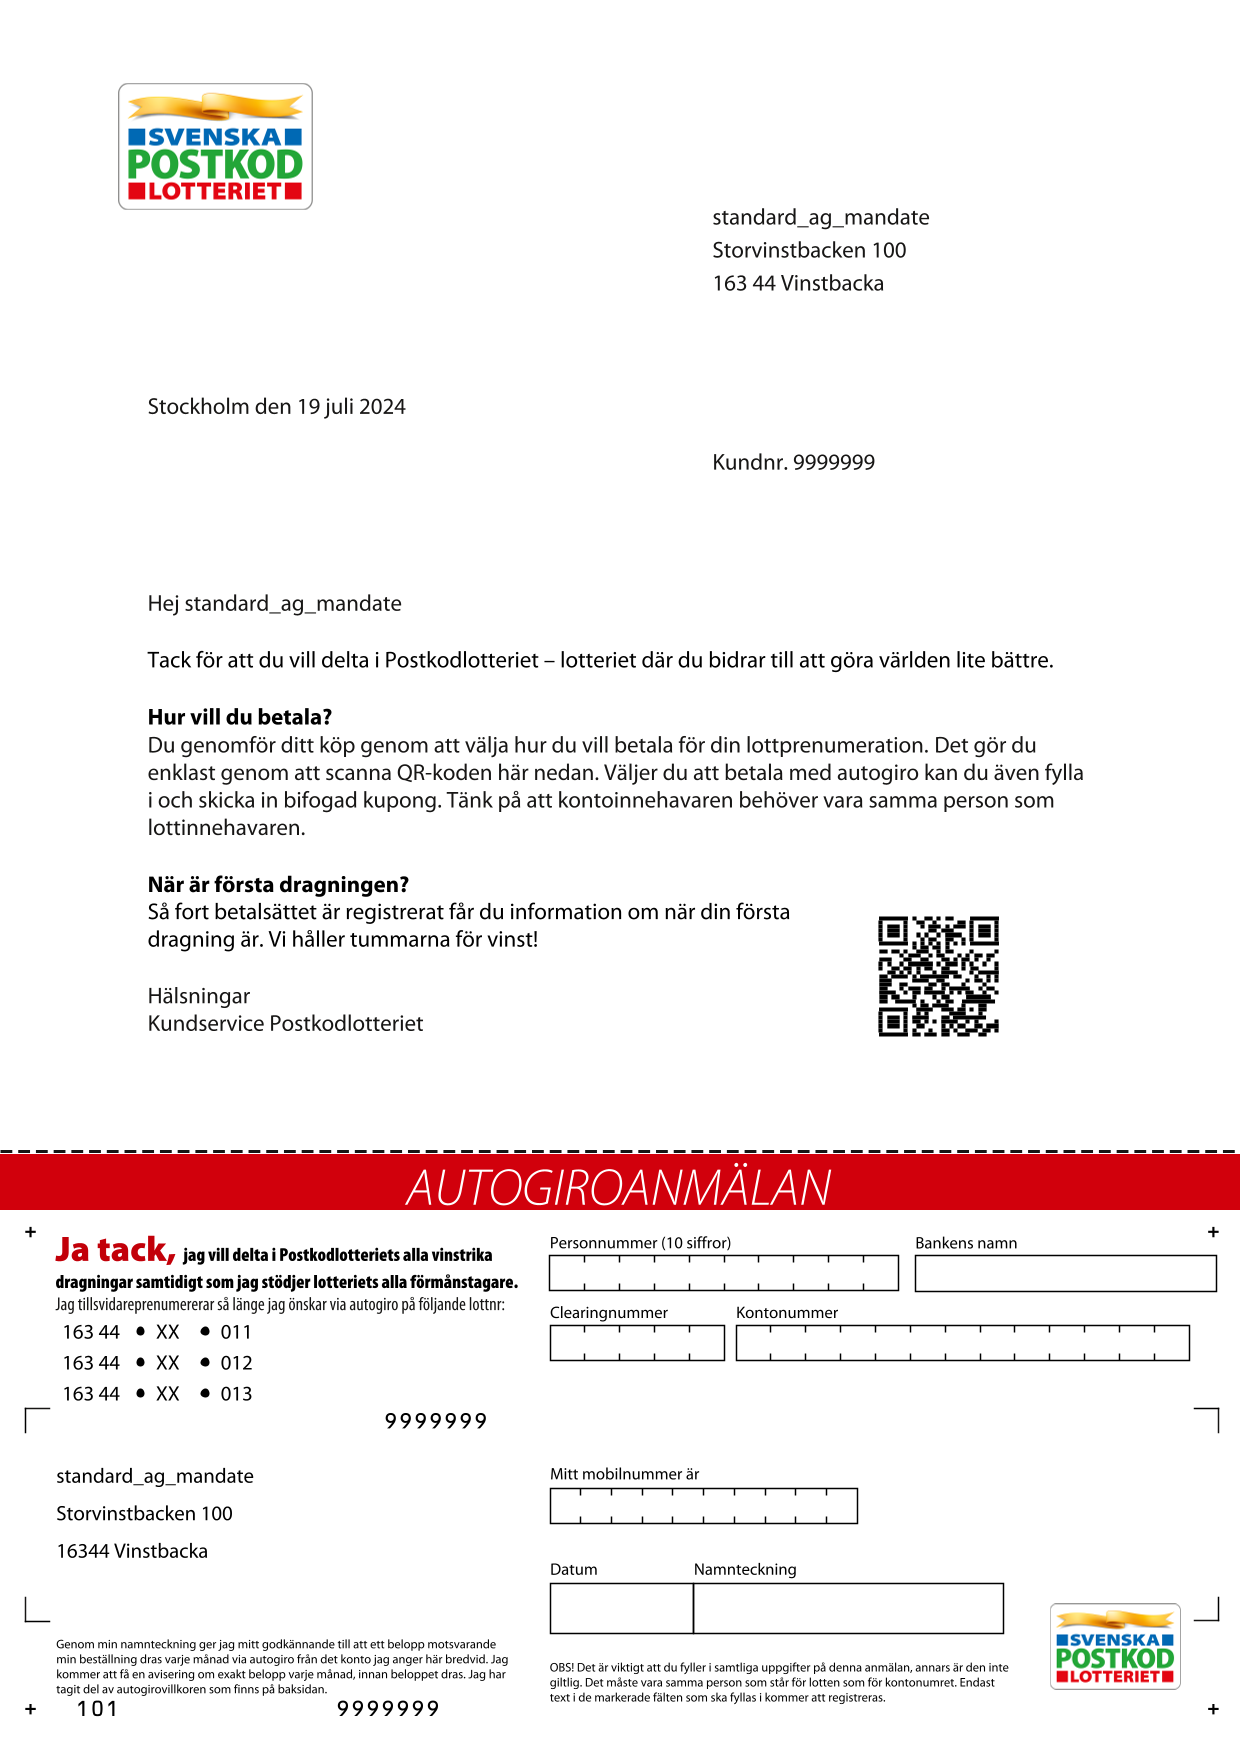 SVENSKA
POSTKOD
LOTTERIET
standard_ag_mandate
Storvinstbacken 100
163 44 Vinstbacka
Stockholm den 19 juli 2024
Kundnr. 9999999
Hej standard_ag_mandate
Tack för att du vill delta i Postkodlotteriet – lotteriet där du bidrar till att göra världen lite bättre.
Hur vill du betala?
Du genomför ditt köp genom att välja hur du vill betala för din lottprenumeration. Det gör du
enklast genom att scanna QR-koden här nedan. Väljer du att betala med autogiro kan du även fylla
i och skicka in bifogad kupong. Tänk på att kontoinnehavaren behöver vara samma person som
lottinnehavaren.
När är första dragningen?
Så fort betalsättet är registrerat får du information om när din första
dragning är. Vi håller tummarna för vinst!
Hälsningar
Kundservice Postkodlotteriet
AUTOGIROANMÄLAN
Ja tack, jag vill delta i Postkodlotteriets alla vinstrika
dragningar samtidigt som jag stödjer lotteriets alla förmånstagare.
Jag tillsvidareprenumererar så länge jag önskar via autogiro på följande lottnr:
163 44 • XX • 011
163 44 • XX • 012
163 44 • XX • 013
9999999
standard_ag_mandate
Storvinstbacken 100
16344 Vinstbacka
Genom min namnteckning ger jag mitt godkännande till att ett belopp motsvarande
min beställning dras varje månad via autogiro från det konto jag anger här bredvid. Jag
kommer att få en avisering om exakt belopp varje månad, innan beloppet dras. Jag har
tagit del av autogirovillkoren som finns på baksidan.
101 9999999
Personnummer (10 siffror) Bankens namn
Clearingnummer Kontonummer
Mitt mobilnummer är
Datum Namnteckning
OBS! Det är viktigt att du fyller i samtliga uppgifter på denna anmälan, annars är den inte
giltlig. Det måste vara samma person som står för lotten som för kontonumret. Endast
text i de markerade fälten som ska fyllas i kommer att registreras.
SVENSKA
POSTKOD
LOTTERIET